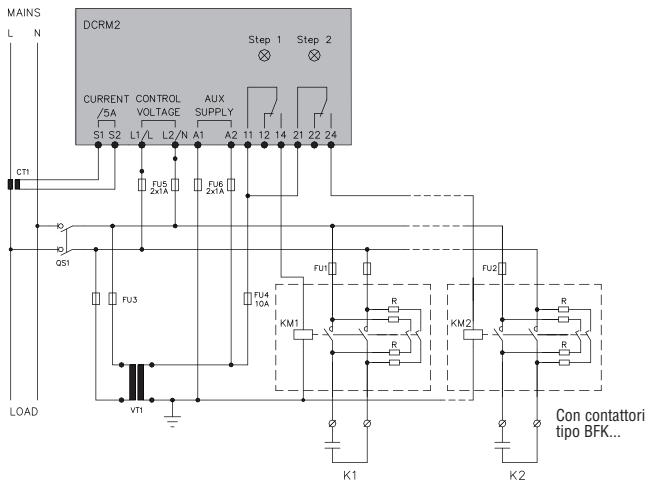 MAINS
L N
DCRM2
Step 1 Step 2
CURRENT
/5A
CONTROL
VOLTAGE
AUX
SUPPLY
S1 S2 L1/L L2/N A1 A2 11 12 14 21 22 24
CT1
FU5
2x1A
FU6
2x1A
QS1
FU1
FU2
FU3
FU4
10A
KM1
R
R
KM2
R
R
VT1
LOAD
K1
K2
Con contattori
tipo BFK...